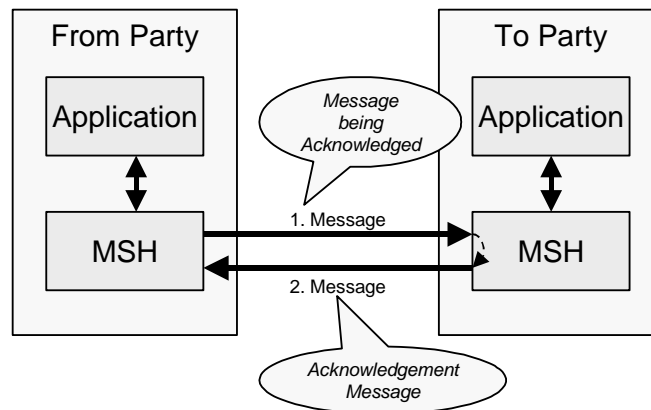 From Party
To Party
Application
Message
being
Acknowledged
Application
1. Message
MSH
MSH
2. Message
Acknowledgement
Message